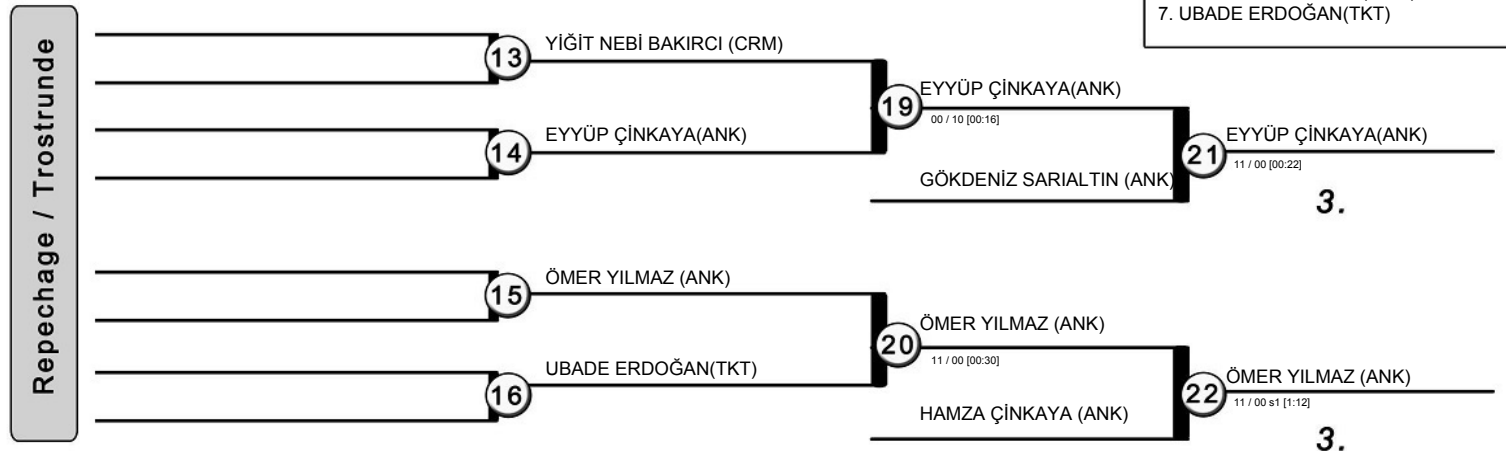 7. UBADE ERDOĞAN(TKT)
Repechage / Trostrunde
13
YİĞİT NEBİ BAKIRCI (CRM)
19
EYYÜP ÇİNKAYA(ANK)
00 / 10 [00:16]
14
EYYÜP ÇİNKAYA(ANK)
21
EYYÜP ÇİNKAYA(ANK)
11 / 00 [00:22]
GÖKDENİZ SARIALTIN (ANK)
3.
15
ÖMER YILMAZ (ANK)
20
ÖMER YILMAZ (ANK)
11 / 00 [00:30]
16
UBADE ERDOĞAN(TKT)
22
ÖMER YILMAZ (ANK)
11 / 00 s1 [1:12]
HAMZA ÇİNKAYA (ANK)
3.